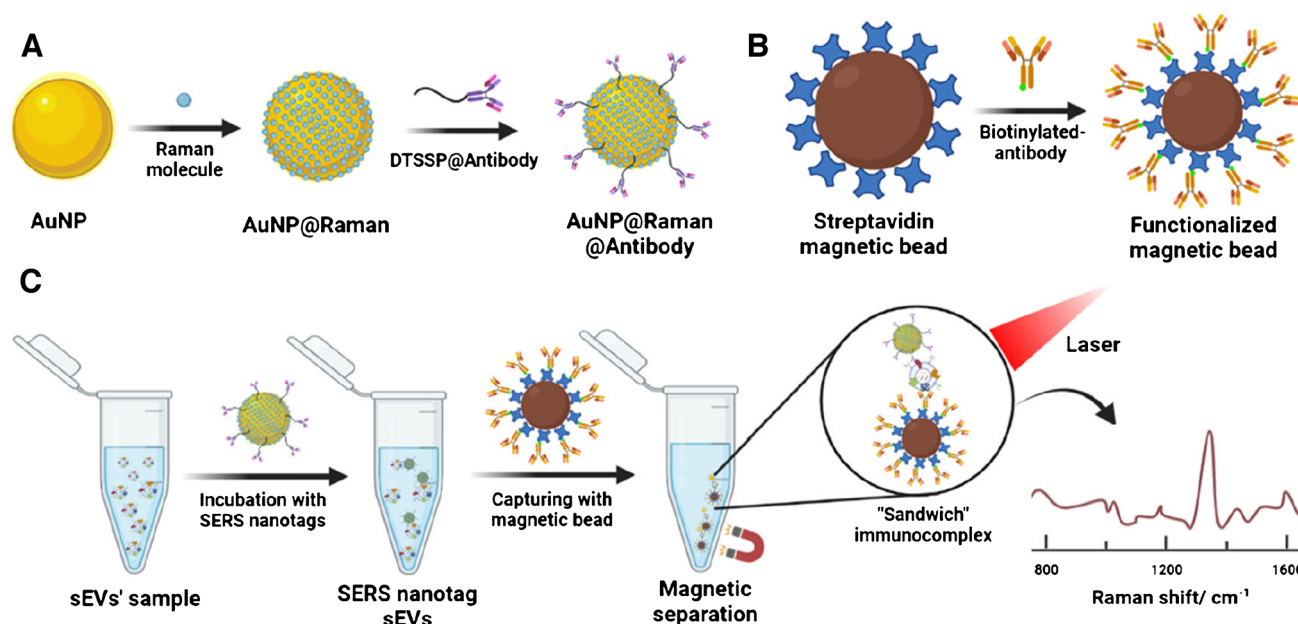 A
AuNP
Raman
molecule
AuNP@Raman
DTSSP@Antibody
AuNP@Raman
@Antibody
B
Streptavidin
magnetic bead
Biotinylated-
antibody
Functionalized
magnetic bead
C
sEVs' sample
Incubation with
SERS nanotags
SERS nanotag
sEVs
Capturing with
magnetic bead
Magnetic
separation
"Sandwich"
immunocomplex
Laser
800
1200
1600
Raman shift/ cm⁻¹